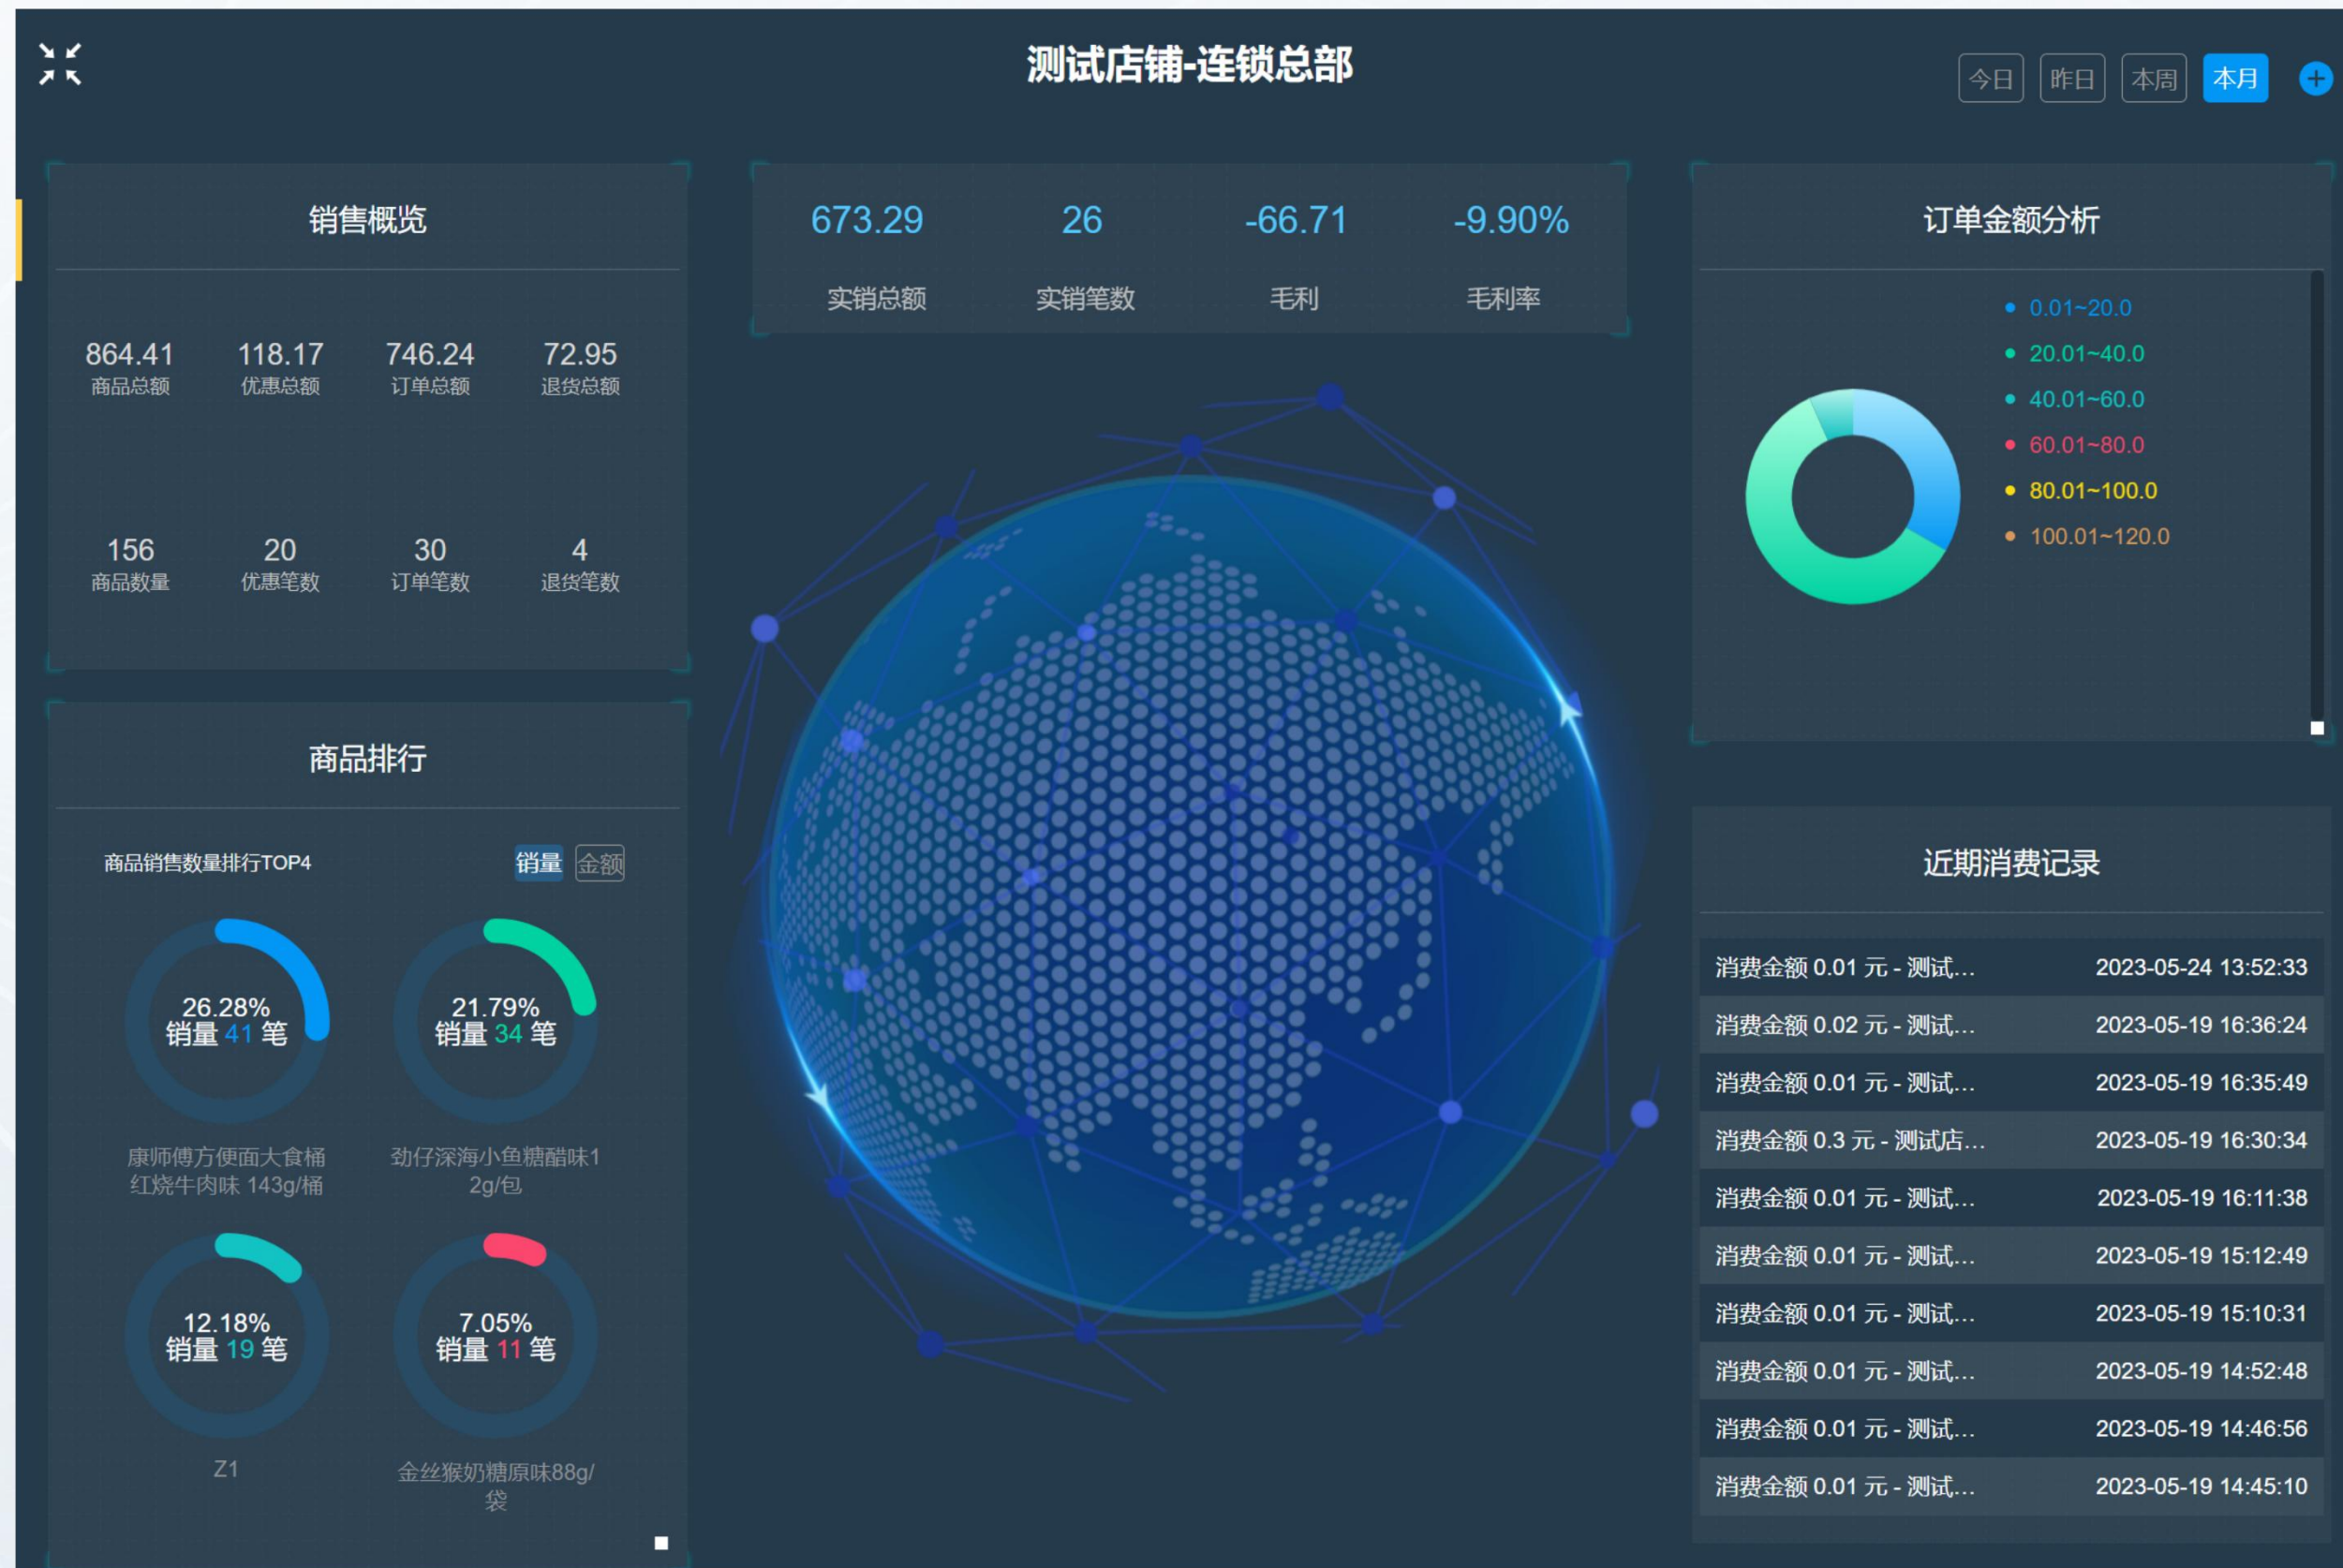 测试店铺-连锁总部
今日 昨日 本周 本月
销售概览
864.41 118.17 746.24 72.95
商品总额 优惠总额 订单总额 退货总额
156 20 30 4
商品数量 优惠笔数 订单笔数 退货笔数
商品排行
商品销售数量排行TOP4 销量 金额
26.28%
销量 41 笔
康师傅方便面大食桶
红烧牛肉味 143g/桶
21.79%
销量 34 笔
劲仔深海小鱼糖醋味1
2g/包
12.18%
销量 19 笔
Z1
7.05%
销量 11 笔
金丝猴奶糖原味88g/
袋
673.29 26 -66.71 -9.90%
实销总额 实销笔数 毛利 毛利率
订单金额分析
0.01~20.0
20.01~40.0
40.01~60.0
60.01~80.0
80.01~100.0
100.01~120.0
近期消费记录
消费金额 0.01 元 - 测试... 2023-05-24 13:52:33
消费金额 0.02 元 - 测试... 2023-05-19 16:36:24
消费金额 0.01 元 - 测试... 2023-05-19 16:35:49
消费金额 0.3 元 - 测试店... 2023-05-19 16:30:34
消费金额 0.01 元 - 测试... 2023-05-19 16:11:38
消费金额 0.01 元 - 测试... 2023-05-19 15:12:49
消费金额 0.01 元 - 测试... 2023-05-19 15:10:31
消费金额 0.01 元 - 测试... 2023-05-19 14:52:48
消费金额 0.01 元 - 测试... 2023-05-19 14:46:56
消费金额 0.01 元 - 测试... 2023-05-19 14:45:10